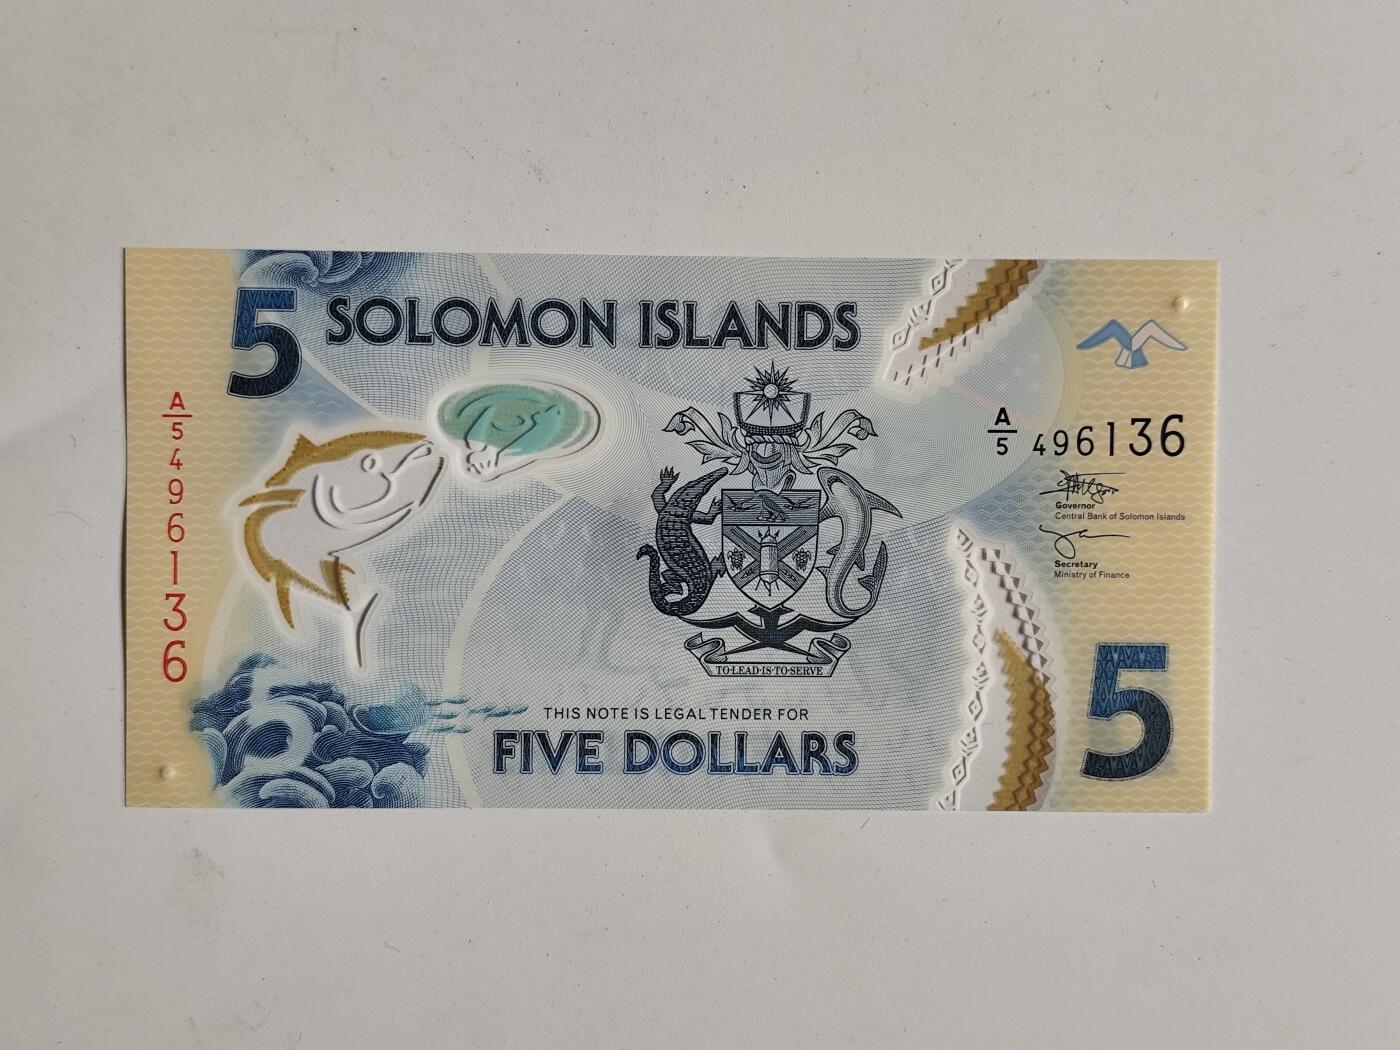 5
SOLOMON ISLANDS
A/5 496136
A/5 496136
Governor
Central Bank of Solomon Islands
Secretary
Ministry of Finance
TO·LEAD·IS·TO·SERVE
THIS NOTE IS LEGAL TENDER FOR
FIVE DOLLARS
5